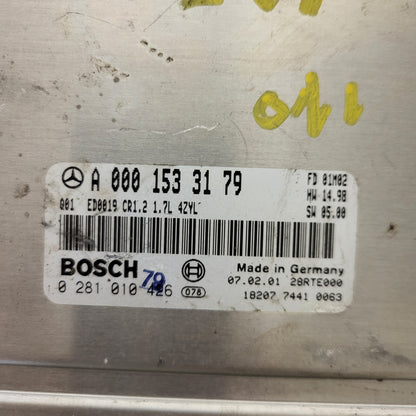 011
A 000 153 31 79
FD 01M02
HW 14.98
Q01 ED0019 CR1.2 1.7L 4ZYL
SW 05.00
BOSCH
79
Made in Germany
07.02.01 28RTE000
0 281 010 426
078
18207 7441 0063